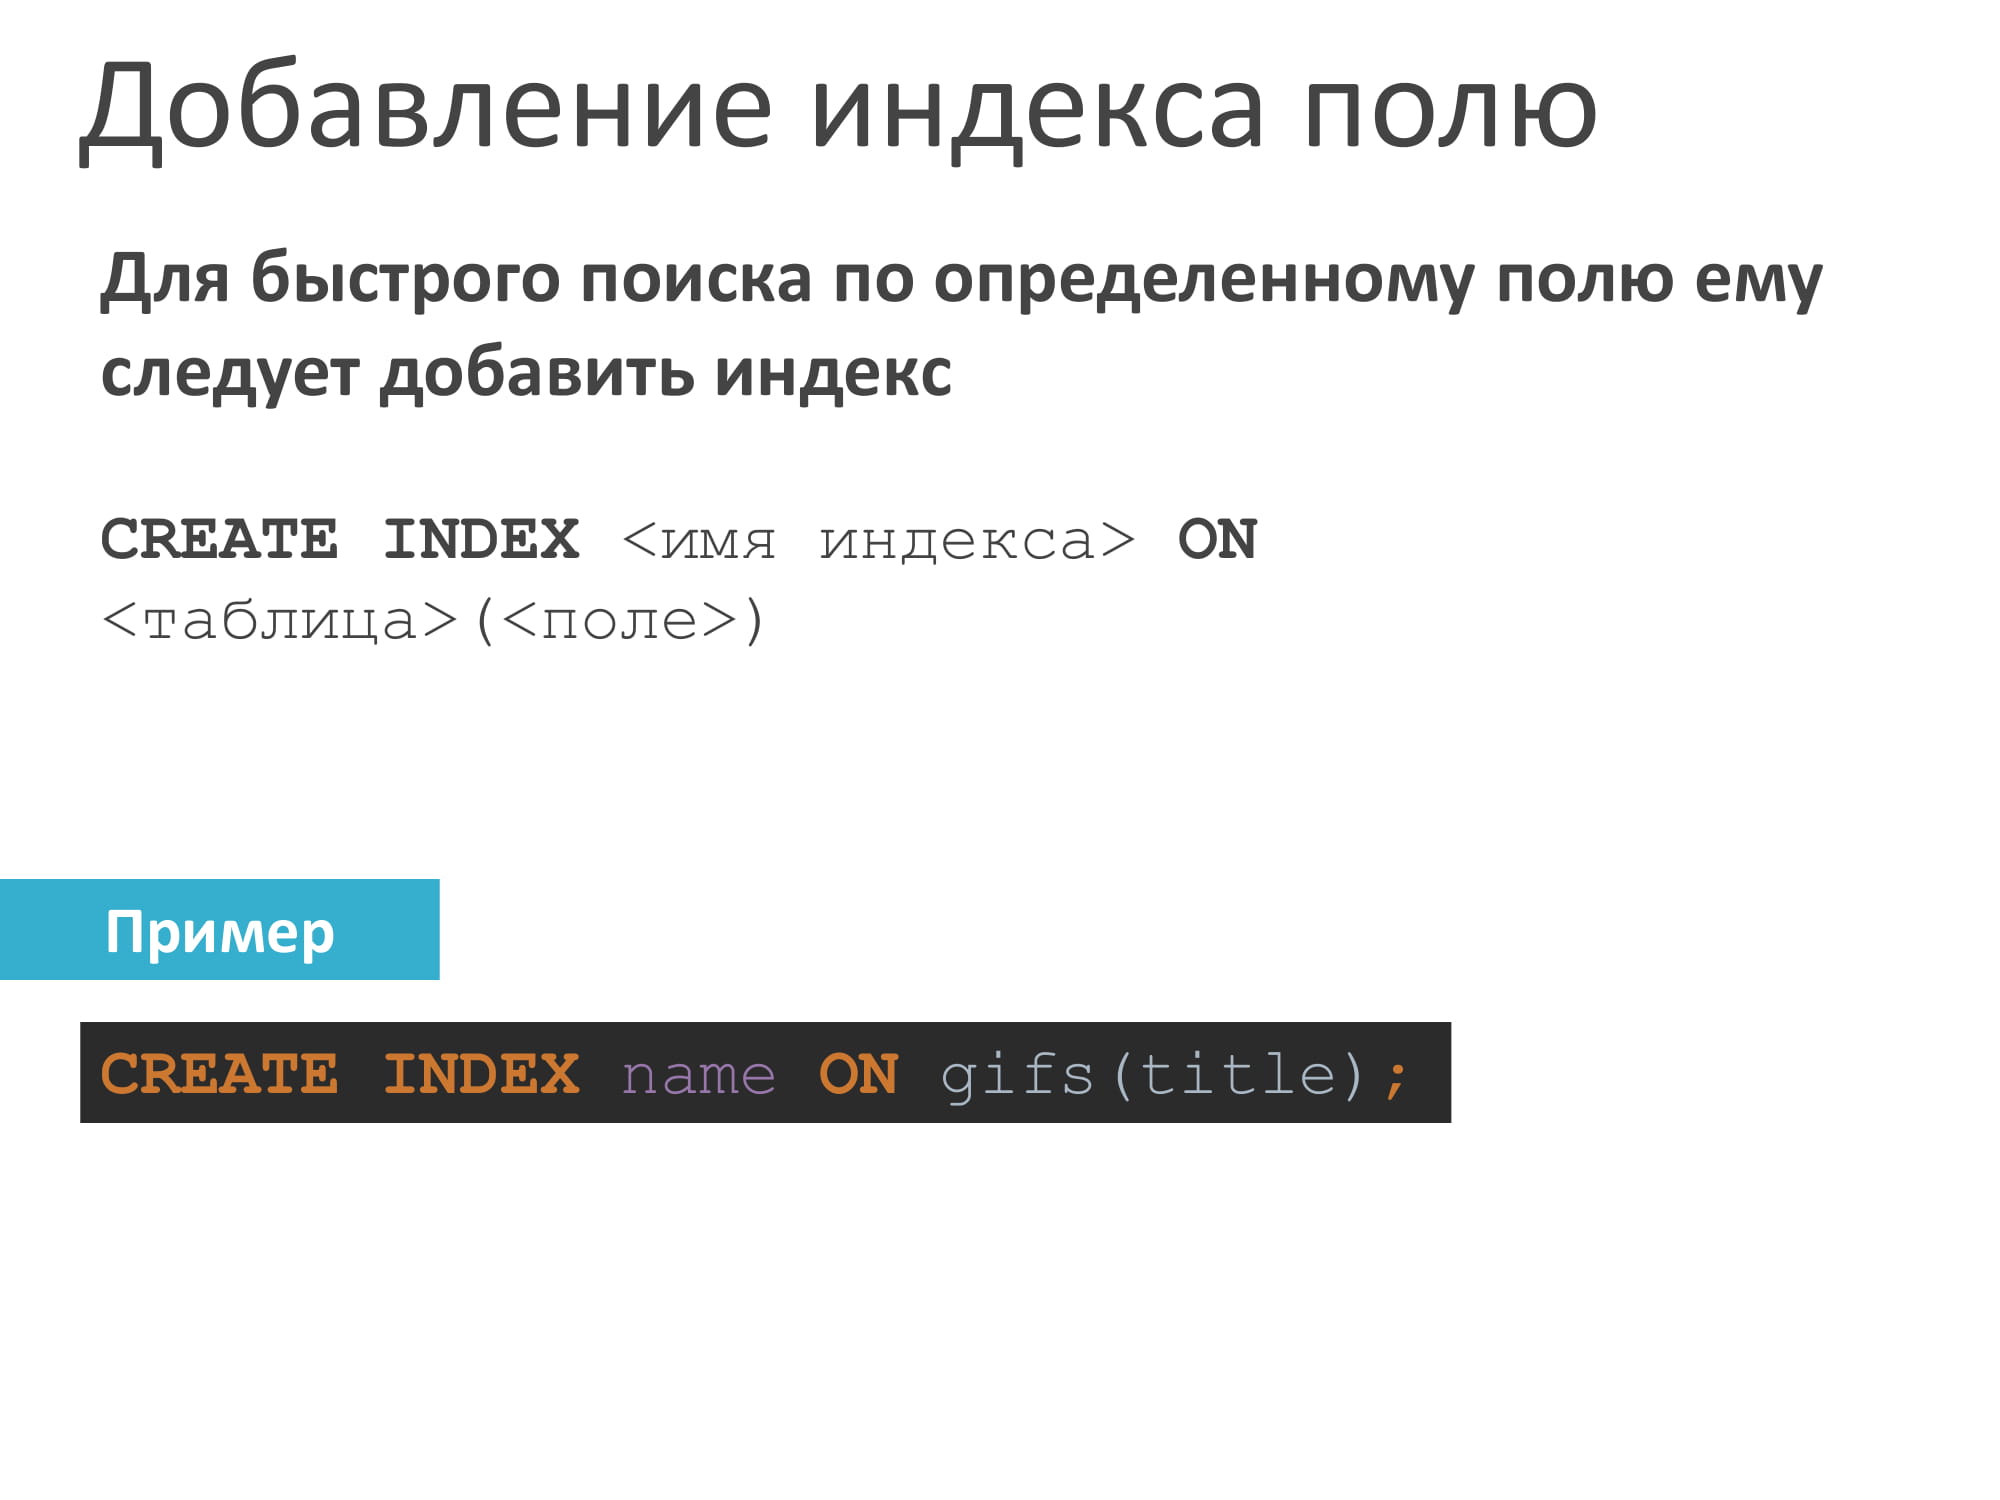 Добавление индекса полю
Для быстрого поиска по определенному полю ему
следует добавить индекс
CREATE INDEX <имя индекса> ON
<таблица>(<поле>)
Пример
CREATE INDEX name ON gifs(title);